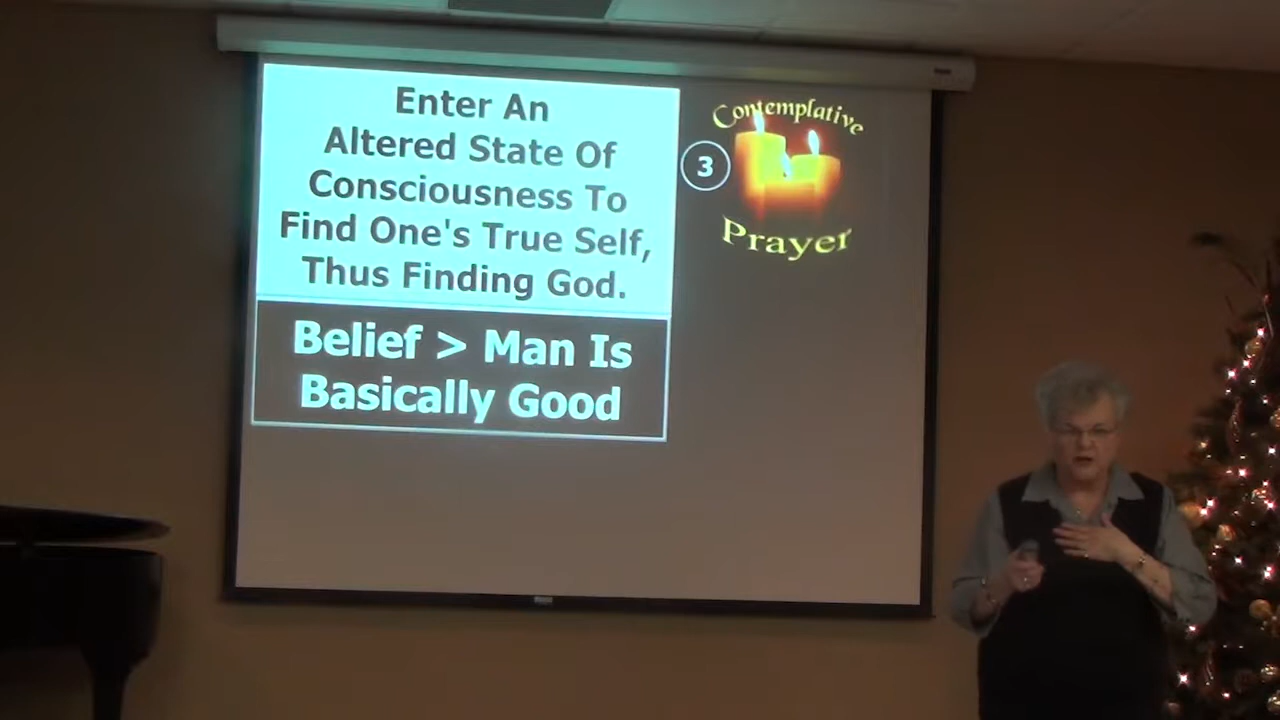 Enter An
Altered State Of
Consciousness To
Find One's True Self,
Thus Finding God.
Belief > Man Is
Basically Good
3
Contemplative
Prayer